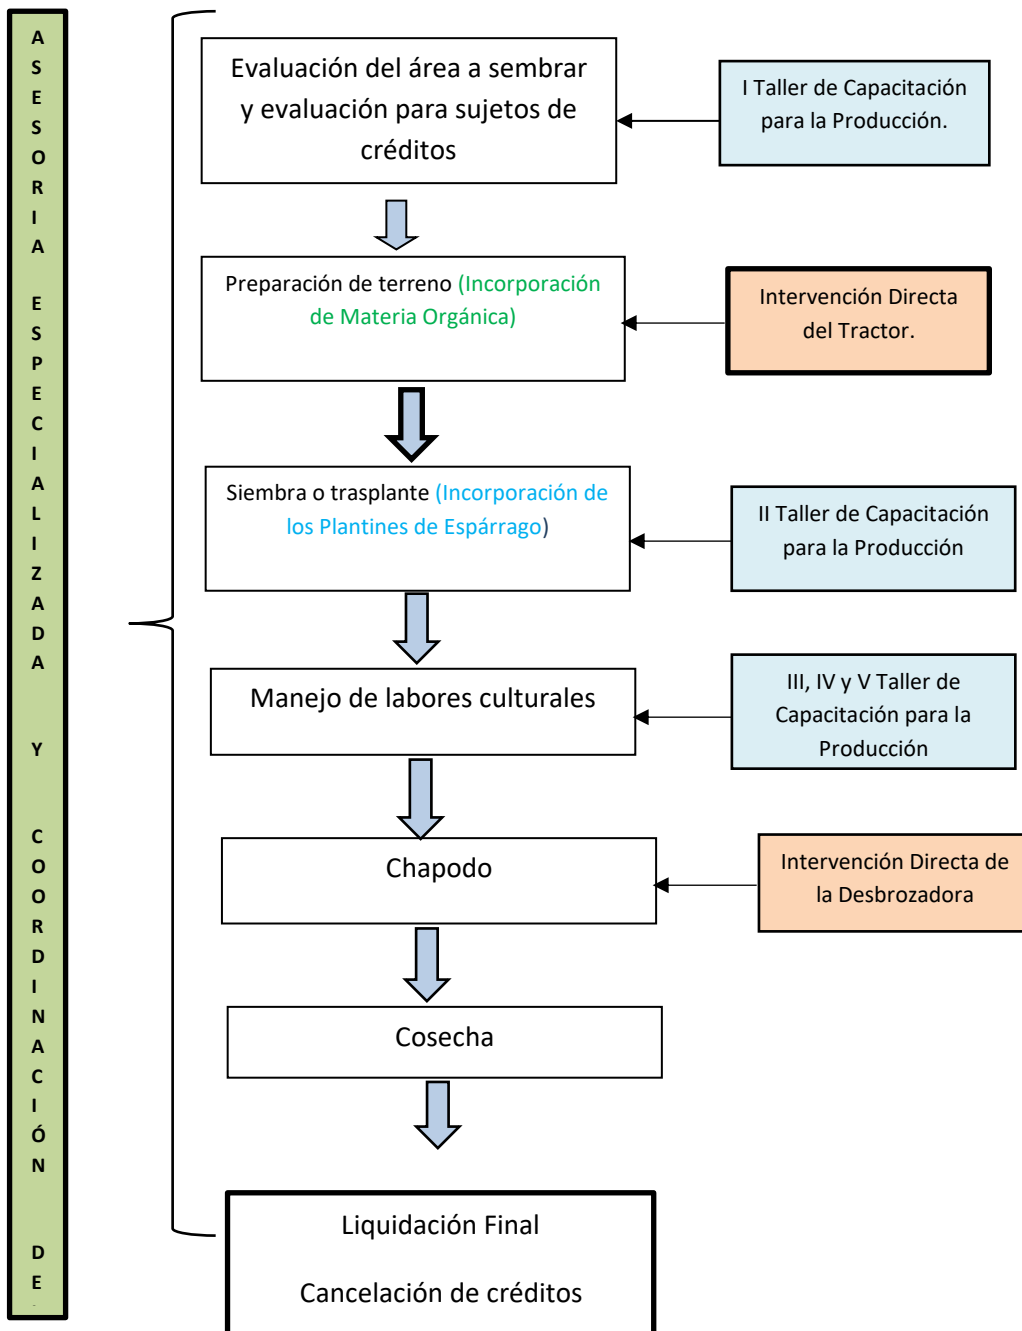 ASESORIA ESPECIALIZADA Y COORDINACIÓN DE
Evaluación del área a sembrar
y evaluación para sujetos de
créditos
I Taller de Capacitación
para la Producción.
Preparación de terreno (Incorporación
de Materia Orgánica)
Intervención Directa
del Tractor.
Siembra o trasplante (Incorporación de
los Plantines de Espárrago)
II Taller de Capacitación
para la Producción
Manejo de labores culturales
III, IV y V Taller de
Capacitación para la
Producción
Chapodo
Intervención Directa de
la Desbrozadora
Cosecha
Liquidación Final
Cancelación de créditos